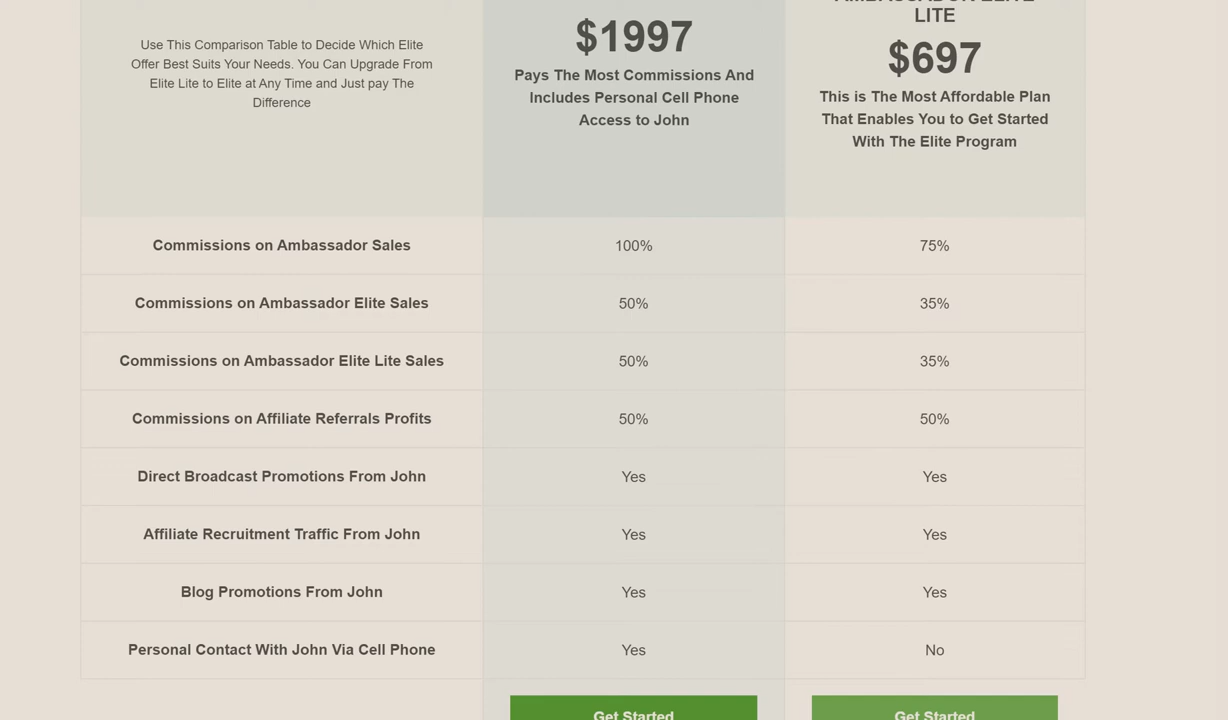 Use This Comparison Table to Decide Which Elite
Offer Best Suits Your Needs. You Can Upgrade From
Elite Lite to Elite at Any Time and Just pay The
Difference
$1997
Pays The Most Commissions And
Includes Personal Cell Phone
Access to John
AMBASSADOR ELITE
LITE
$697
This is The Most Affordable Plan
That Enables You to Get Started
With The Elite Program
Commissions on Ambassador Sales 100% 75%
Commissions on Ambassador Elite Sales 50% 35%
Commissions on Ambassador Elite Lite Sales 50% 35%
Commissions on Affiliate Referrals Profits 50% 50%
Direct Broadcast Promotions From John Yes Yes
Affiliate Recruitment Traffic From John Yes Yes
Blog Promotions From John Yes Yes
Personal Contact With John Via Cell Phone Yes No
Get Started Get Started